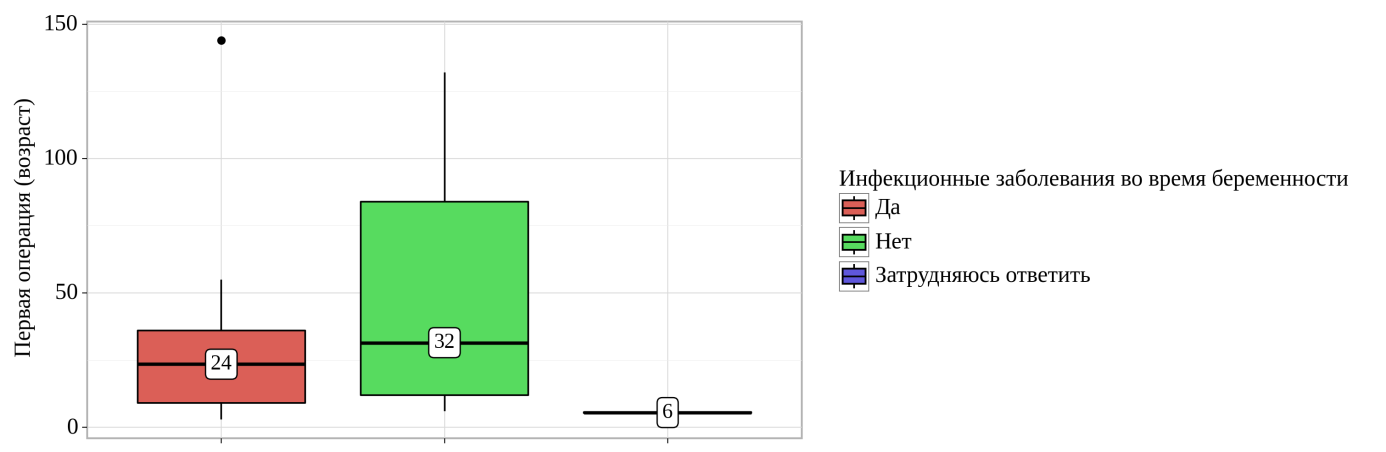 Первая операция (возраст)
150
100
50
0
24
32
6
Инфекционные заболевания во время беременности
Да
Нет
Затрудняюсь ответить